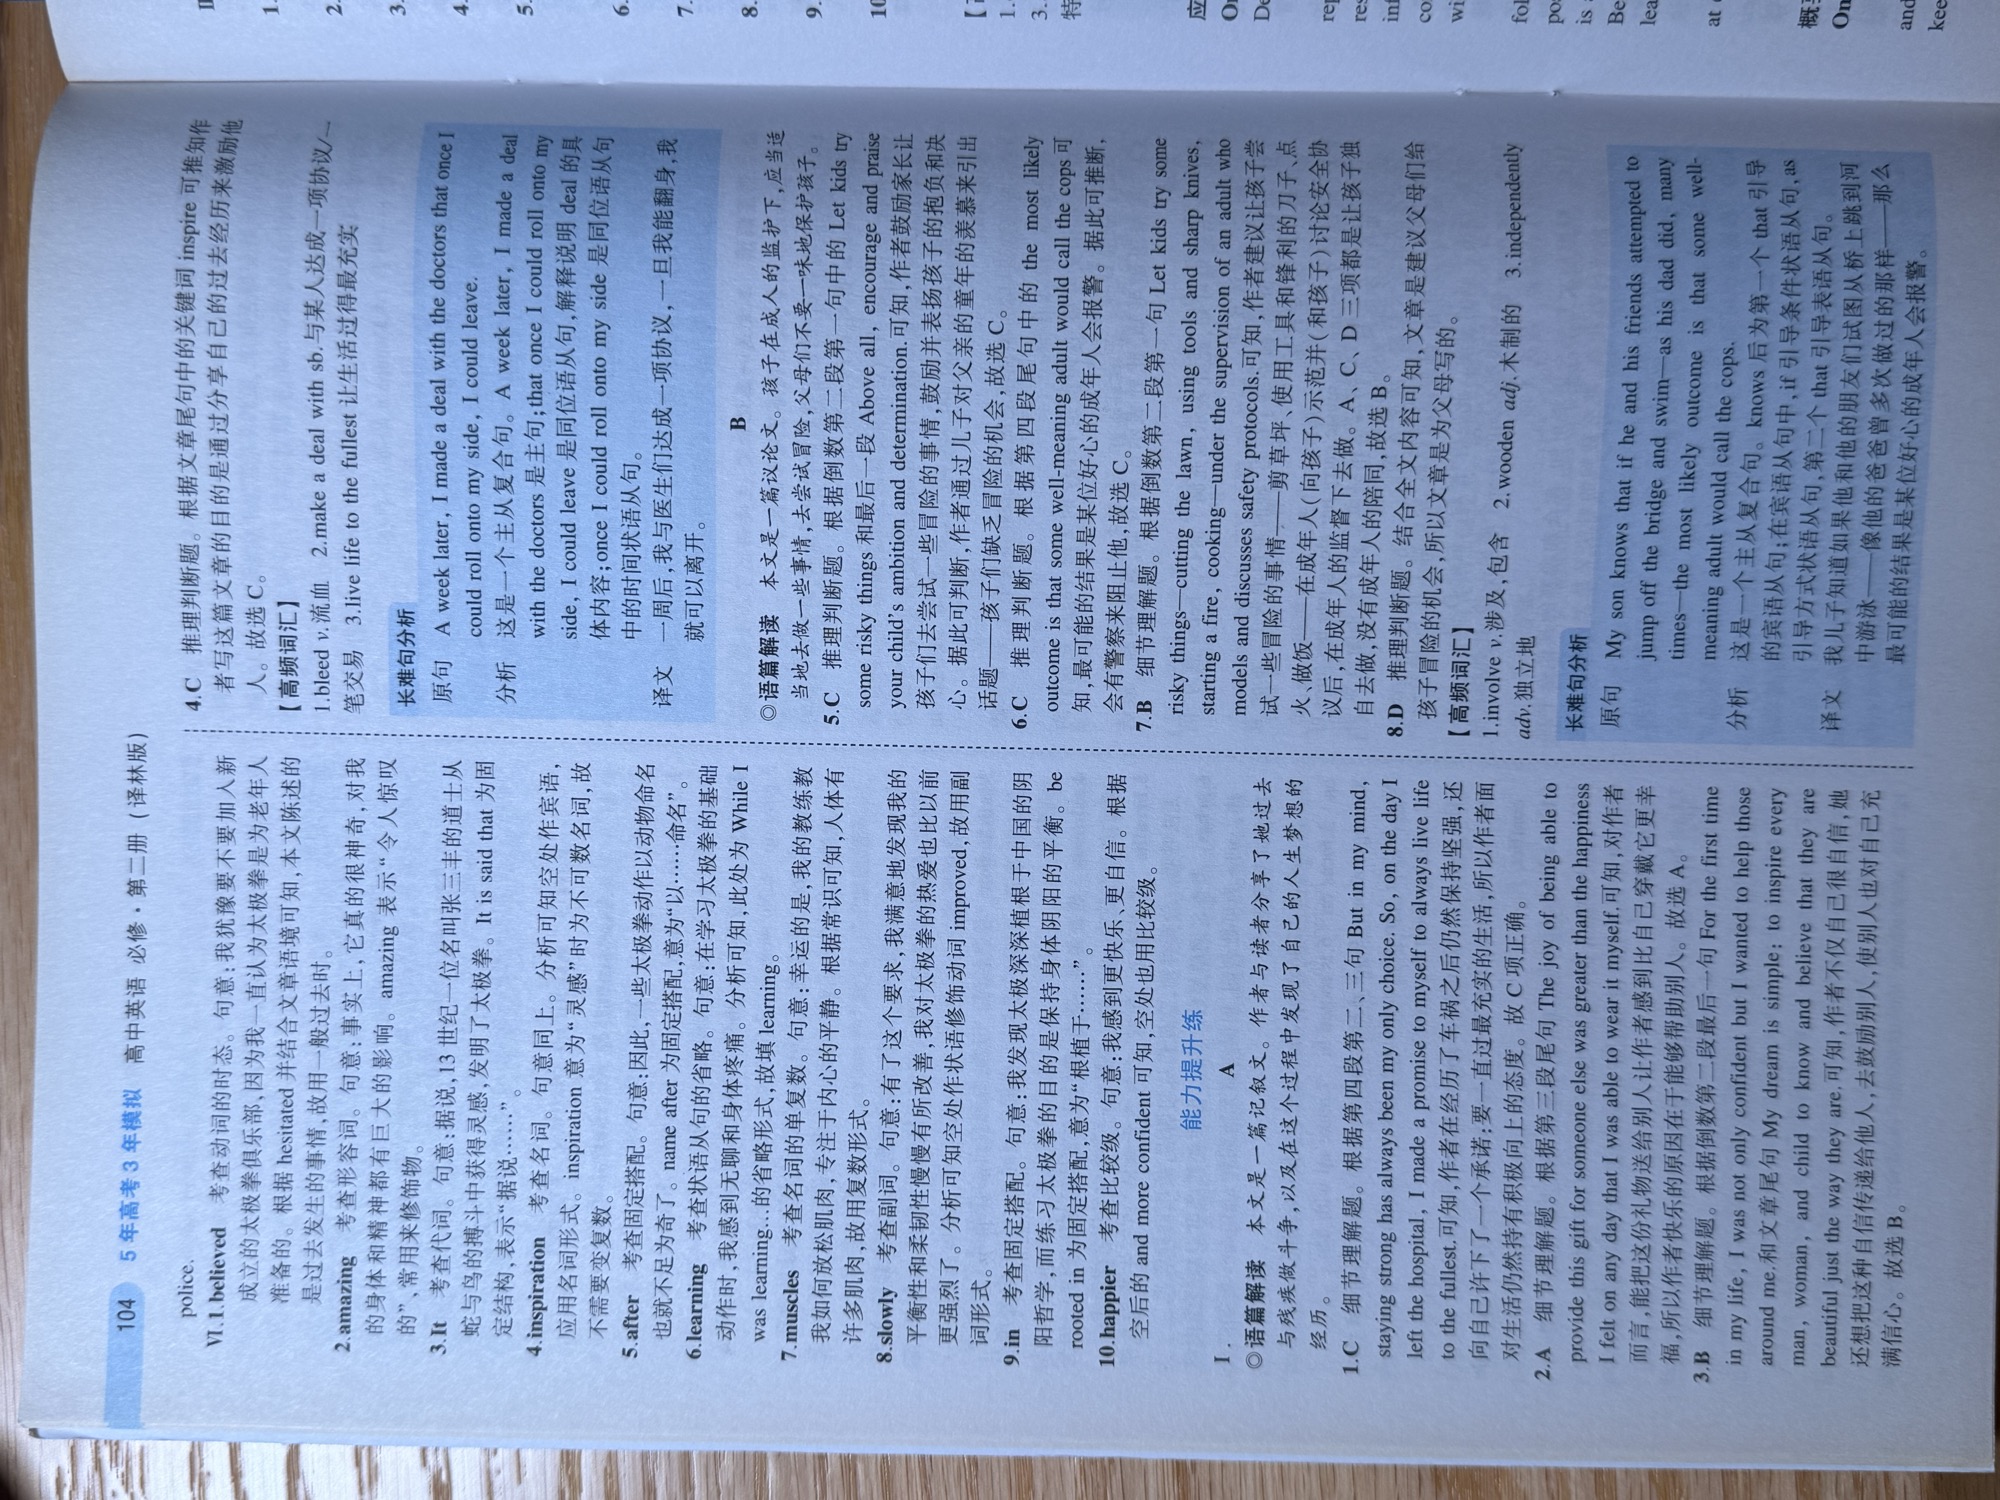 104 5年高考3年模拟 高中英语 必修·第二册(译林版)
police.
Ⅵ.1.believed 考查动词的时态。句意:我犹豫要不要加入新
成立的太极拳俱乐部,因为我一直认为太极拳是为老年人
准备的。根据 hesitated 并结合文章语境可知,本文陈述的
是过去发生的事情,故用一般过去时。
2.amazing 考查形容词。句意:事实上,它真的很神奇,对我
的身体和精神都有巨大的影响。amazing 表示“令人惊叹
的”,常用来修饰物。
3.It 考查代词。句意:据说,13 世纪一位名叫张三丰的道士从
蛇与鸟的搏斗中获得灵感,发明了太极拳。It is said that 为固
定结构,表示“据说……”。
4.inspiration 考查名词。句意同上。分析可知空处作宾语,
应用名词形式。inspiration 意为“灵感”时为不可数名词,故
不需要变复数。
5.after 考查固定搭配。句意:因此,一些太极拳动作以动物命名
也就不足为奇了。name after 为固定搭配,意为“以……命名”。
6.learning 考查状语从句的省略。句意:在学习太极拳的基础
动作时,我感到无聊和身体疼痛。分析可知,此处为 While I
was learning...的省略形式,故填 learning。
7.muscles 考查名词的单复数。句意:幸运的是,我的教练教
我如何放松肌肉,专注于内心的平静。根据常识可知,人体有
许多肌肉,故用复数形式。
8.slowly 考查副词。句意:有了这个要求,我满意地发现我的
平衡性和柔韧性慢慢有所改善,我对太极拳的热爱也比以前
更强烈了。分析可知空处作状语修饰动词 improved,故用副
词形式。
9.in 考查固定搭配。句意:我发现太极深深植根于中国的阴
阳哲学,而练习太极拳的目的是保持身体阴阳的平衡。be
rooted in 为固定搭配,意为“根植于……”。
10.happier 考查比较级。句意:我感到更快乐、更自信。根据
空后的 and more confident 可知,空处也用比较级。
能力提升练
Ⅰ.
A
◎语篇解读 本文是一篇记叙文。作者与读者分享了她过去
与残疾做斗争,以及在这个过程中发现了自己的人生梦想的
经历。
1.C 细节理解题。根据第四段第二、三句 But in my mind,
staying strong has always been my only choice. So, on the day I
left the hospital, I made a promise to myself to always live life
to the fullest.可知,作者在经历了车祸之后仍然保持坚强,还
向自己许下了一个承诺:要一直过最充实的生活,所以作者面
对生活仍然持有积极向上的态度。故 C 项正确。
2.A 细节理解题。根据第三段尾句 The joy of being able to
provide this gift for someone else was greater than the happiness
I felt on any day that I was able to wear it myself.可知,对作者
而言,能把这份礼物送给别人让作者感到比自己穿戴它更幸
福,所以作者快乐的原因在于能够帮助别人。故选 A。
3.B 细节理解题。根据倒数第二段最后一句 For the first time
in my life, I was not only confident but I wanted to help those
around me.和文章尾句 My dream is simple: to inspire every
man, woman, and child to know and believe that they are
beautiful just the way they are.可知,作者不仅自己很自信,她
还想把这种自信传递给他人,去鼓励别人,使别人也对自己充
满信心。故选 B。
4.C 推理判断题。根据文章尾句中的关键词 inspire 可推知作
者写这篇文章的目的是通过分享自己的过去经历来激励他
人。故选 C。
【高频词汇】
1.bleed v.流血 2.make a deal with sb.与某人达成一项协议/一
笔交易 3.live life to the fullest 让生活过得最充实
长难句分析
原句 A week later, I made a deal with the doctors that once I
could roll onto my side, I could leave.
分析 这是一个主从复合句。A week later, I made a deal
with the doctors 是主句;that once I could roll onto my
side, I could leave 是同位语从句,解释说明 deal 的具
体内容;once I could roll onto my side 是同位语从句
中的时间状语从句。
译文 一周后,我与医生们达成一项协议,一旦我能翻身,我
就可以离开。
B
◎语篇解读 本文是一篇议论文。孩子在成人的监护下,应当适
当地去做一些事情,去尝试冒险,父母们不要一味地保护孩子。
5.C 推理判断题。根据倒数第二段第一句中的 Let kids try
some risky things 和最后一段 Above all, encourage and praise
your child's ambition and determination.可知,作者鼓励家长让
孩子们去尝试一些冒险的事情,鼓励并表扬孩子的抱负和决
心。据此可判断,作者通过儿子对父亲的童年的羡慕来引出
话题——孩子们缺乏冒险的机会,故选 C。
6.C 推理判断题。根据第四段尾句中的 the most likely
outcome is that some well-meaning adult would call the cops 可
知,最可能的结果是某位好心的成年人会报警。据此可推断,
会有警察来阻止他,故选 C。
7.B 细节理解题。根据倒数第二段第一句 Let kids try some
risky things—cutting the lawn, using tools and sharp knives,
starting a fire, cooking—under the supervision of an adult who
models and discusses safety protocols.可知,作者建议让孩子尝
试一些冒险的事情——剪草坪、使用工具和锋利的刀子、点
火、做饭——在成年人(向孩子)示范并(和孩子)讨论安全协
议后,在成年人的监督下去做。A、C、D 三项都是让孩子独
自去做,没有成年人的陪同,故选 B。
8.D 推理判断题。结合全文内容可知,文章是建议父母们给
孩子冒险的机会,所以文章是为父母写的。
【高频词汇】
1.involve v.涉及,包含 2.wooden adj.木制的 3.independently
adv.独立地
长难句分析
原句 My son knows that if he and his friends attempted to
jump off the bridge and swim—as his dad did, many
times—the most likely outcome is that some well-
meaning adult would call the cops.
分析 这是一个主从复合句。knows 后为第一个 that 引导
的宾语从句;在宾语从句中,if 引导条件状语从句,as
引导方式状语从句,第二个 that 引导表语从句。
译文 我儿子知道如果他和他的朋友们试图从桥上跳到河
中游泳——像他的爸爸曾多次做过的那样——那么
最可能的结果是某位好心的成年人会报警。